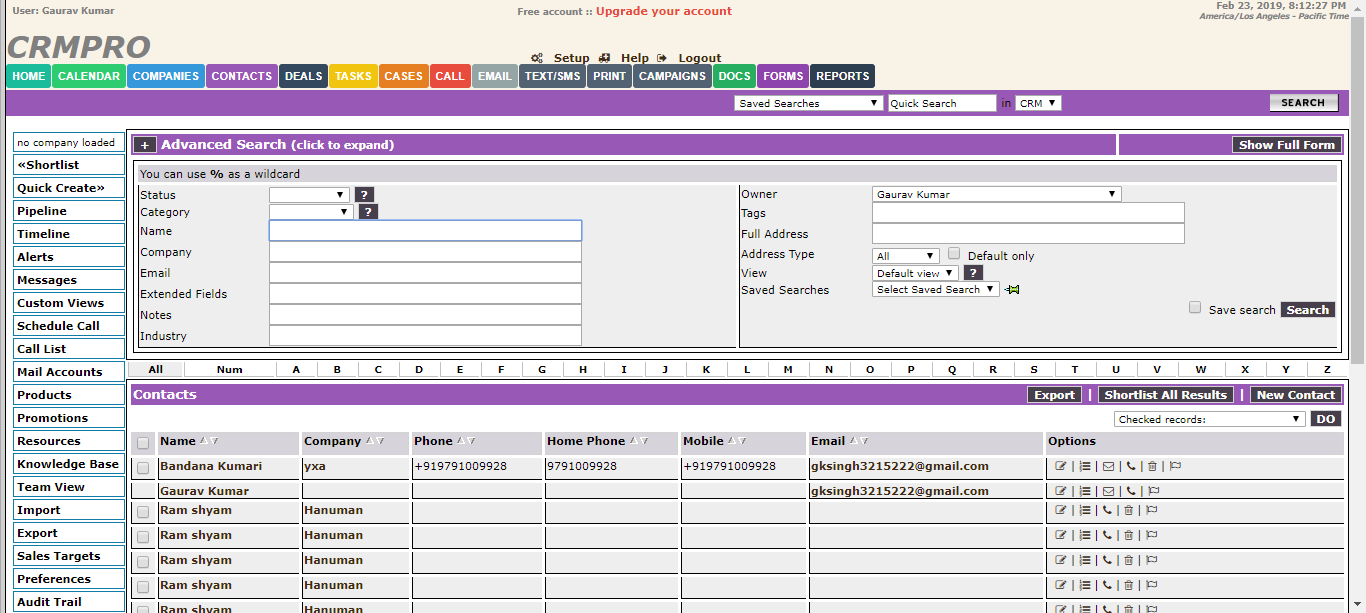 User: Gaurav Kumar
Free account :: Upgrade your account
Feb 23, 2019, 8:12:27 PM
America/Los Angeles - Pacific Time
CRMPRO
Setup Help Logout
HOME CALENDAR COMPANIES CONTACTS DEALS TASKS CASES CALL EMAIL TEXT/SMS PRINT CAMPAIGNS DOCS FORMS REPORTS
Saved Searches Quick Search in CRM SEARCH
no company loaded
«Shortlist
Quick Create»
Pipeline
Timeline
Alerts
Messages
Custom Views
Schedule Call
Call List
Mail Accounts
Products
Promotions
Resources
Knowledge Base
Team View
Import
Export
Sales Targets
Preferences
Audit Trail
+ Advanced Search (click to expand) Show Full Form
You can use % as a wildcard
Status ?
Category ?
Name
Company
Email
Extended Fields
Notes
Industry
Owner Gaurav Kumar
Tags
Full Address
Address Type All Default only
View Default view ?
Saved Searches Select Saved Search
Save search Search
All Num A B C D E F G H I J K L M N O P Q R S T U V W X Y Z
Contacts Export | Shortlist All Results | New Contact
Checked records: DO
Name Company Phone Home Phone Mobile Email Options
Bandana Kumari yxa +919791009928 9791009928 +919791009928 gksingh3215222@gmail.com | | | | |
Gaurav Kumar gksingh3215222@gmail.com | | | |
Ram shyam Hanuman | | | |
Ram shyam Hanuman | | | |
Ram shyam Hanuman | | | |
Ram shyam Hanuman | | | |
Ram shyam Hanuman | | | |